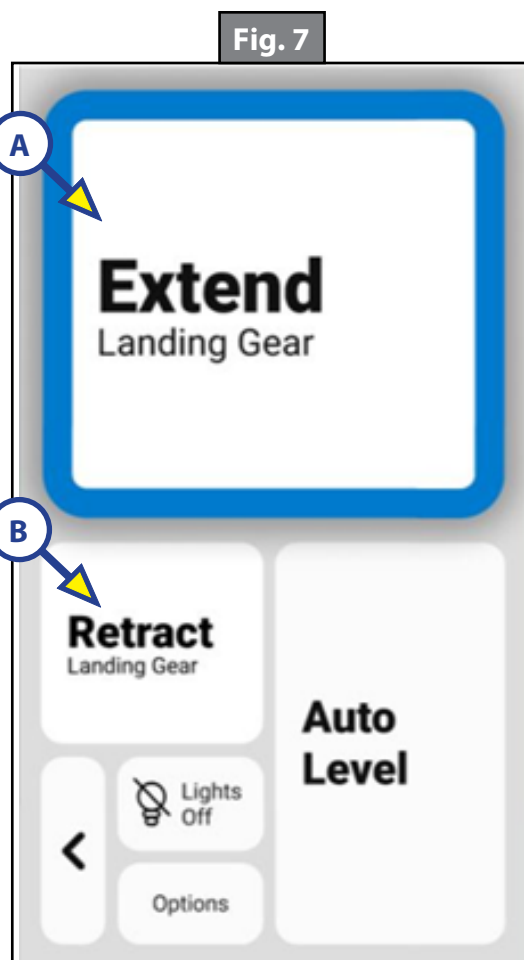 Fig. 7
A
Extend
Landing Gear
B
Retract
Landing Gear
Auto
Level
Lights
Off
Options